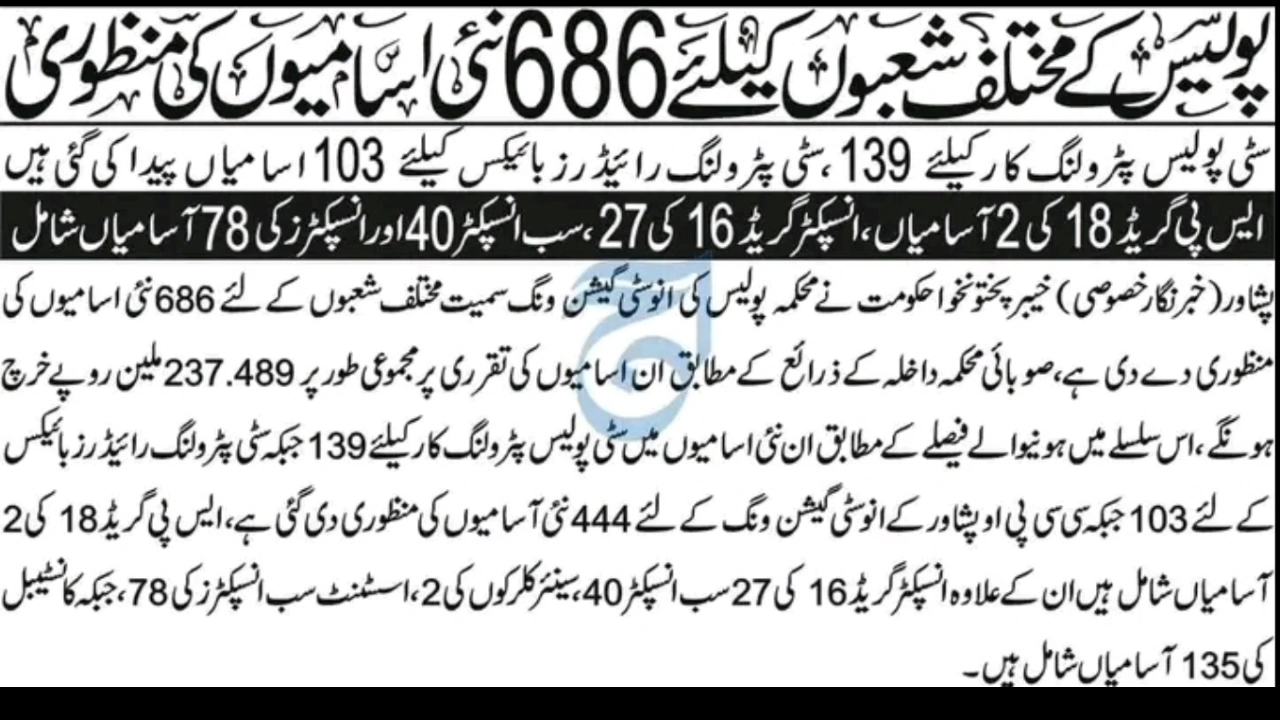 پولیس کے مختلف شعبوں کیلئے 686 نئی اسامیوں کی منظوری
سٹی پولیس پٹرولنگ کار کیلئے 139، سٹی پٹرولنگ رائیڈرز بائیکس کیلئے 103 اسامیاں پیدا کی گئی ہیں
ایس پی گریڈ 18 کی 2 آسامیاں، انسپکٹر گریڈ 16 کی 27، سب انسپکٹر 40 اور انسپکٹرز کی 78 آسامیاں شامل
پشاور (خبرنگار خصوصی) خیبر پختونخوا حکومت نے محکمہ پولیس کی انوسٹی گیشن ونگ سمیت مختلف شعبوں کے لئے 686 نئی اسامیوں کی
منظوری دے دی ہے، صوبائی محکمہ داخلہ کے ذرائع کے مطابق ان اسامیوں کی تقرری پر مجموعی طور پر 237.489 ملین روپے خرچ
ہونگے، اس سلسلے میں ہونیوالے فیصلے کے مطابق ان نئی اسامیوں میں سٹی پولیس پٹرولنگ کار کیلئے 139 جبکہ سٹی پٹرولنگ رائیڈرز بائیکس
کے لئے 103 جبکہ سی سی پی او پشاور کے انوسٹی گیشن ونگ کے لئے 444 نئی آسامیوں کی منظوری دی گئی ہے، ایس پی گریڈ 18 کی 2
آسامیاں شامل ہیں ان کے علاوہ انسپکٹر گریڈ 16 کی 27 سب انسپکٹر 40، سینئر کلرکوں کی 2، اسسٹنٹ سب انسپکٹرز کی 78، جبکہ کانسٹیبل
کی 135 آسامیاں شامل ہیں۔
آج